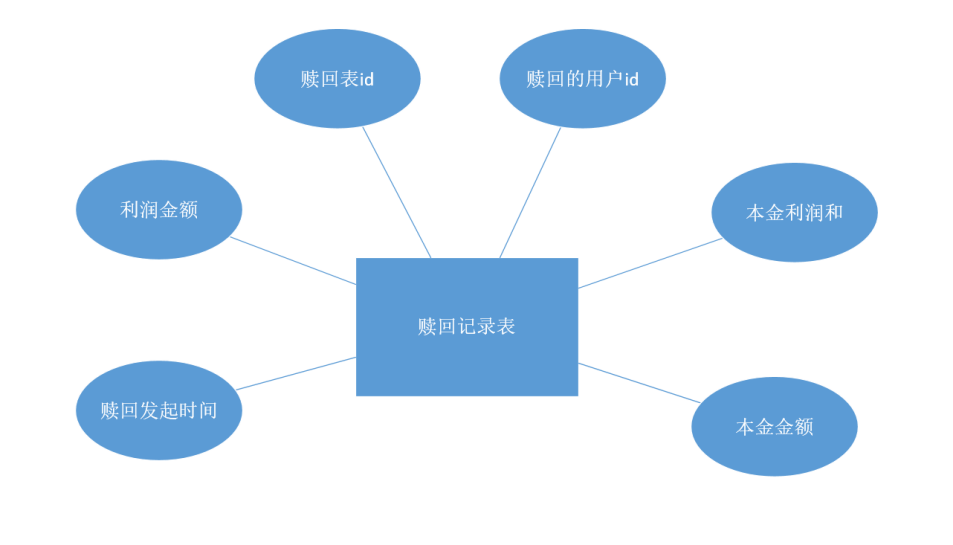 赎回表id
赎回的用户id
利润金额
本金利润和
赎回记录表
赎回发起时间
本金金额